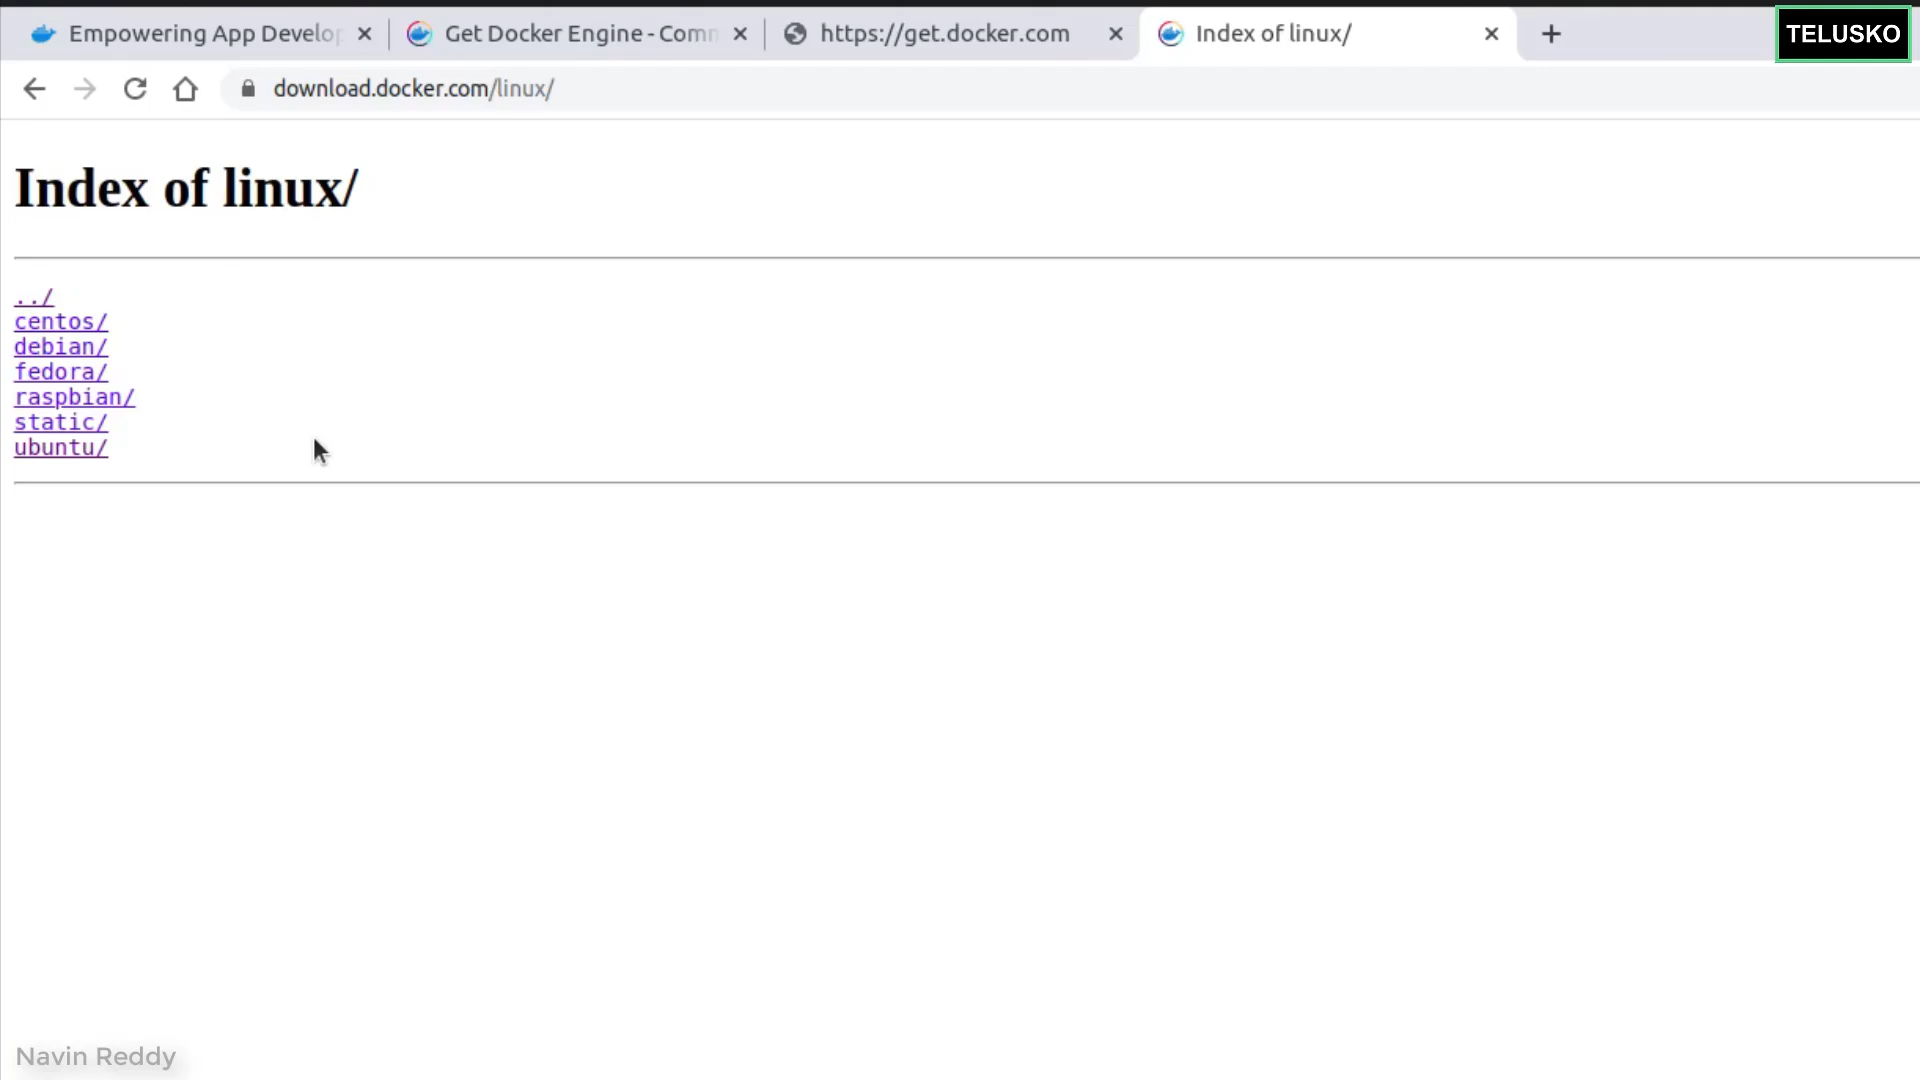 Empowering App Develop
Get Docker Engine - Comm
https://get.docker.com
Index of linux/
TELUSKO
download.docker.com/linux/
Index of linux/
../
centos/
debian/
fedora/
raspbian/
static/
ubuntu/
Navin Reddy